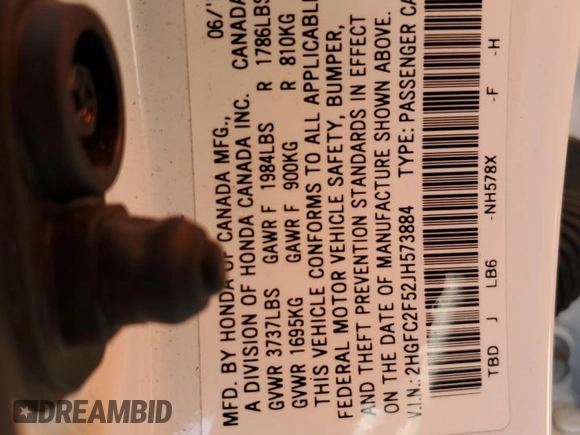 MFD. BY HONDA OF CANADA MFG., 06/
A DIVISION OF HONDA CANADA INC. CANADA
GVWR 3737LBS GAWR F 1984LBS R 1786LBS
GVWR 1695KG GAWR F 900KG R 810KG
THIS VEHICLE CONFORMS TO ALL APPLICABLE
FEDERAL MOTOR VEHICLE SAFETY, BUMPER,
AND THEFT PREVENTION STANDARDS IN EFFECT
ON THE DATE OF MANUFACTURE SHOWN ABOVE.
V.I.N.: 2HGFC2F52JH573884 TYPE: PASSENGER CA
TBD J LB6 -NH578X -F -H
DREAMBID